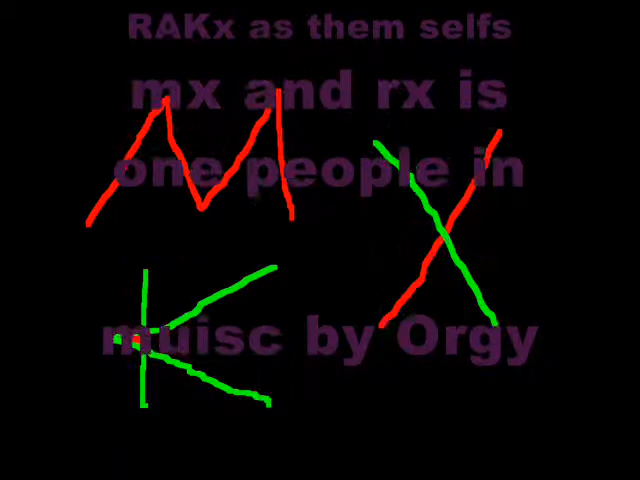 RAKx as them selfs
mx and rx is
one people in
muisc by Orgy
M X
K